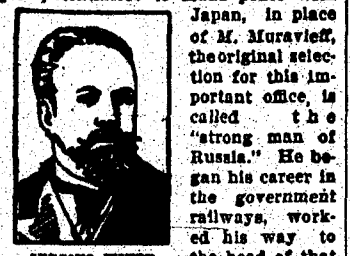 Japan, in place
of M. Muravieff,
the original selec-
tion for this im-
portant office, is
called the
"strong man of
Russia." He be-
gan his career in
the government
railways, work-
ed his way to
the head of that